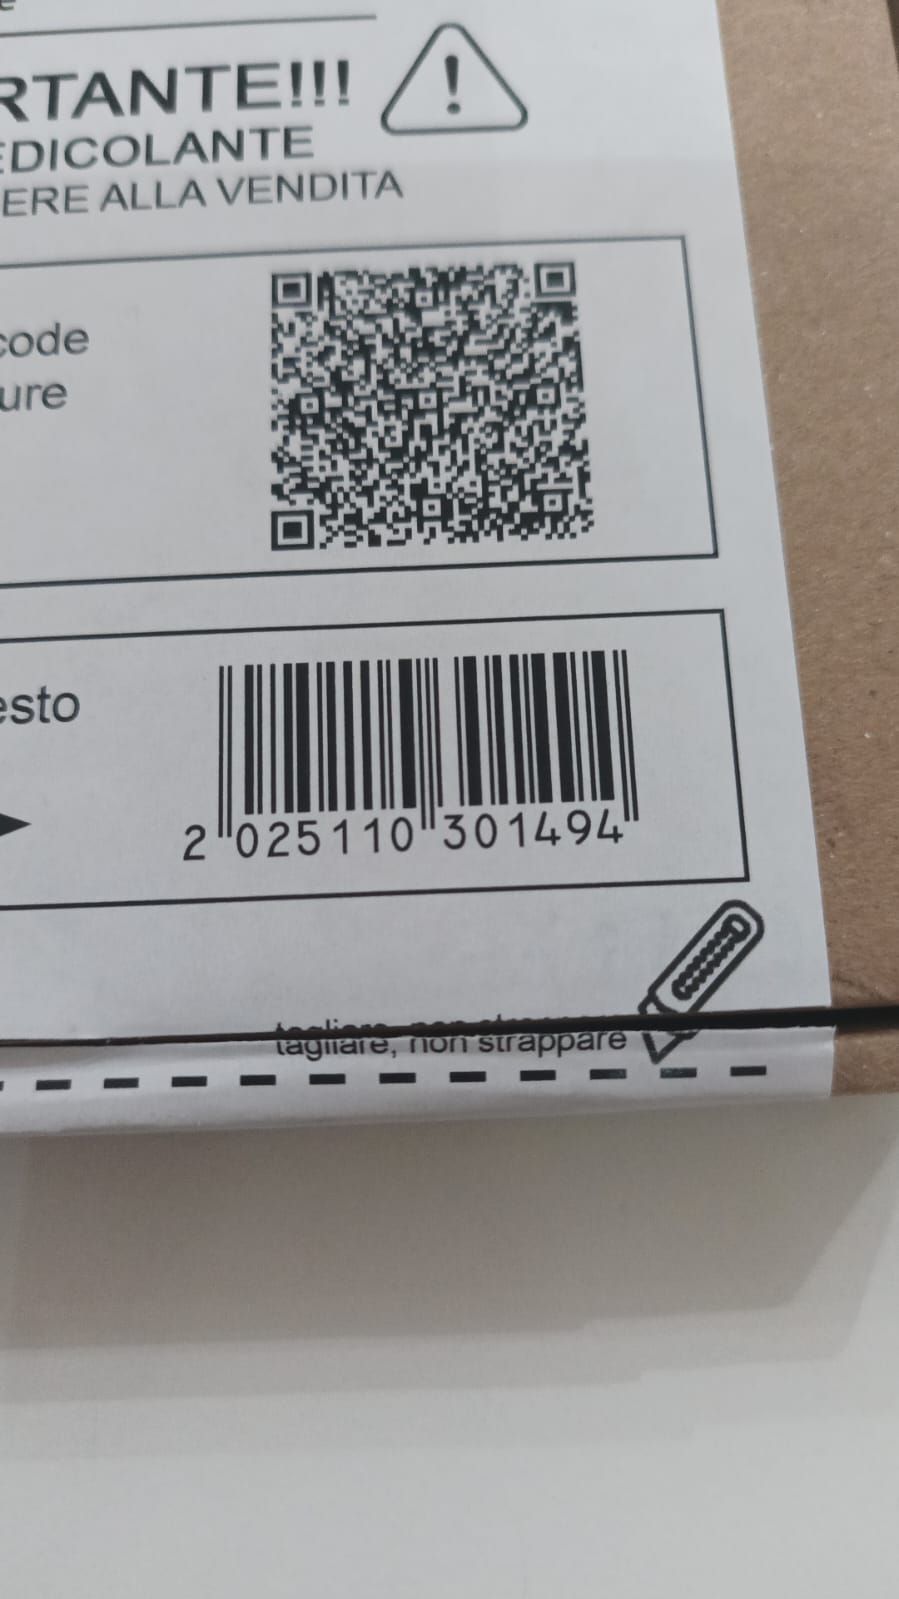 RTANTE!!!
EDICOLANTE
ERE ALLA VENDITA
code
ure
esto
2 025110 301494
tagliare, non strappare